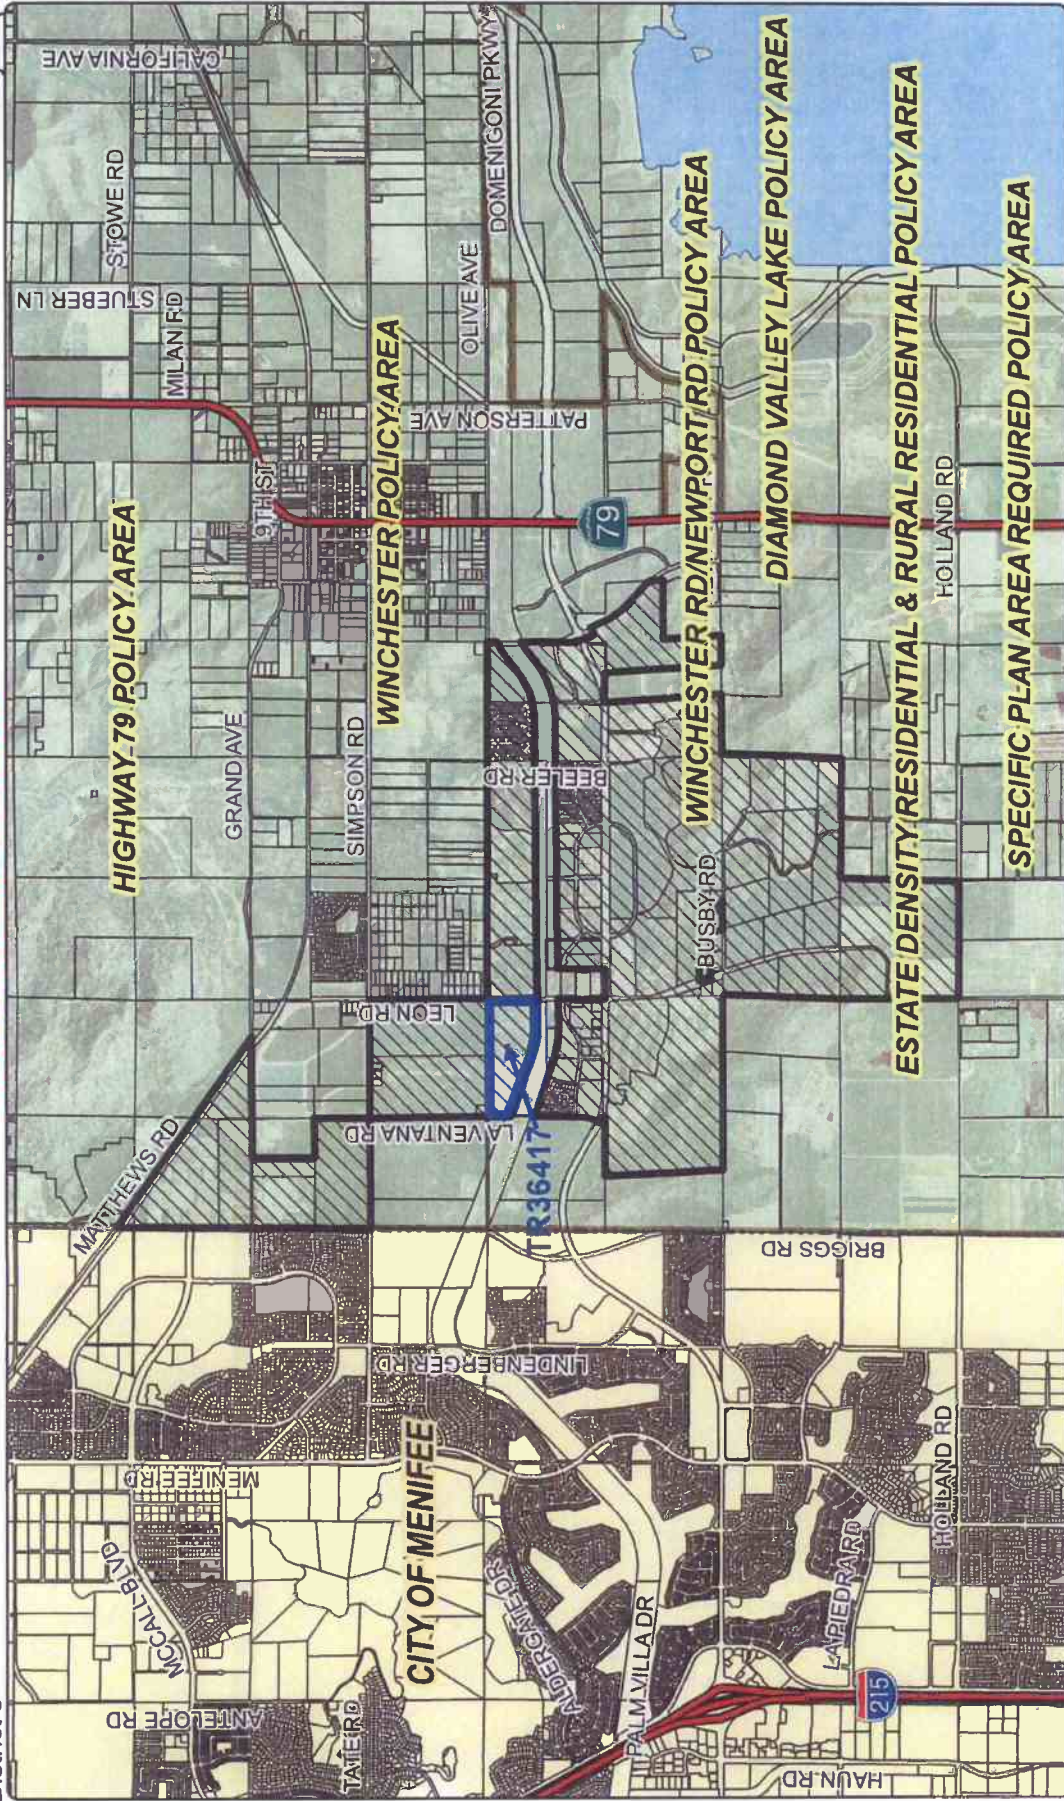 CALIFORNIA AVE
STOWE RD
STUEBER LN
MILAN RD
DOMENIGONI PKWY
OLIVE AVE
PATTERSON AVE
9TH ST
79
HIGHWAY 79 POLICY AREA
WINCHESTER POLICY AREA
WINCHESTER RD/NEWPORT RD POLICY AREA
DIAMOND VALLEY LAKE POLICY AREA
ESTATE DENSITY RESIDENTIAL & RURAL RESIDENTIAL POLICY AREA
SPECIFIC PLAN AREA REQUIRED POLICY AREA
HOLLAND RD
GRAND AVE
SIMPSON RD
BEELER RD
BUSBY RD
LEON RD
LA VENTANA RD
MATTHEWS RD
TR36417
BRIGGS RD
LINDENBERGER RD
MENIFEE RD
MCCALL BLVD
CITY OF MENIFEE
ANTELOPE RD
TATE RD
ALDERGATE DR
PALM VILLA DR
LA PIEDRA RD
HOLLAND RD
215
HAUN RD